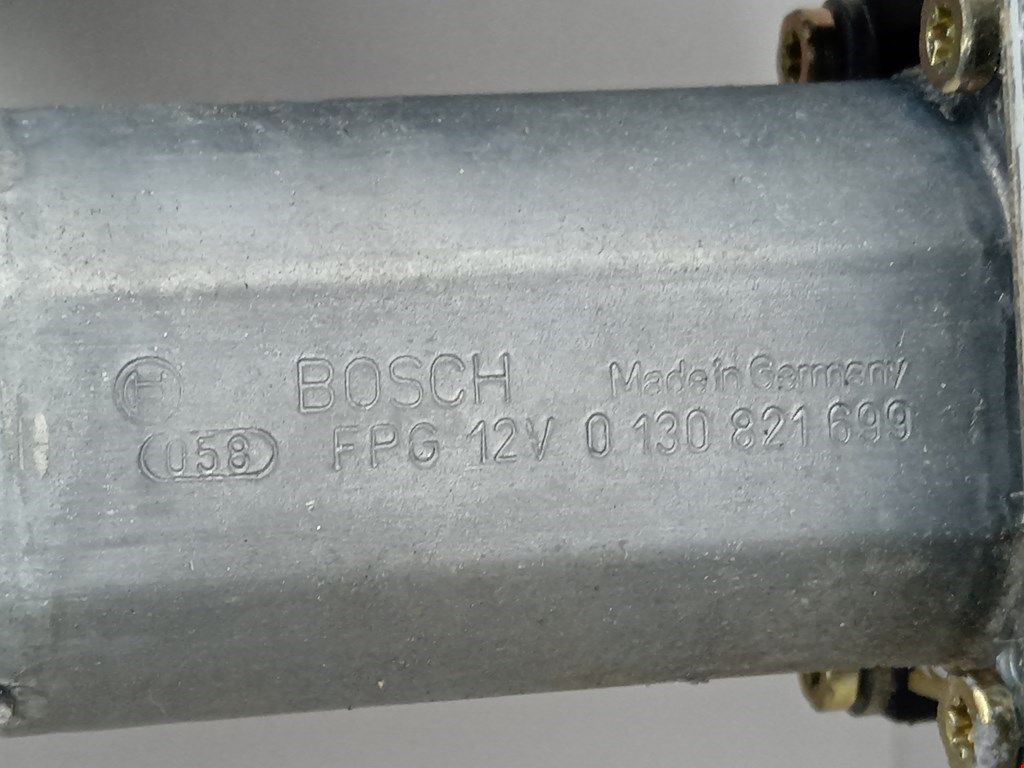 BOSCH Made in Germany
058 FPG 12V 0 130 821 699